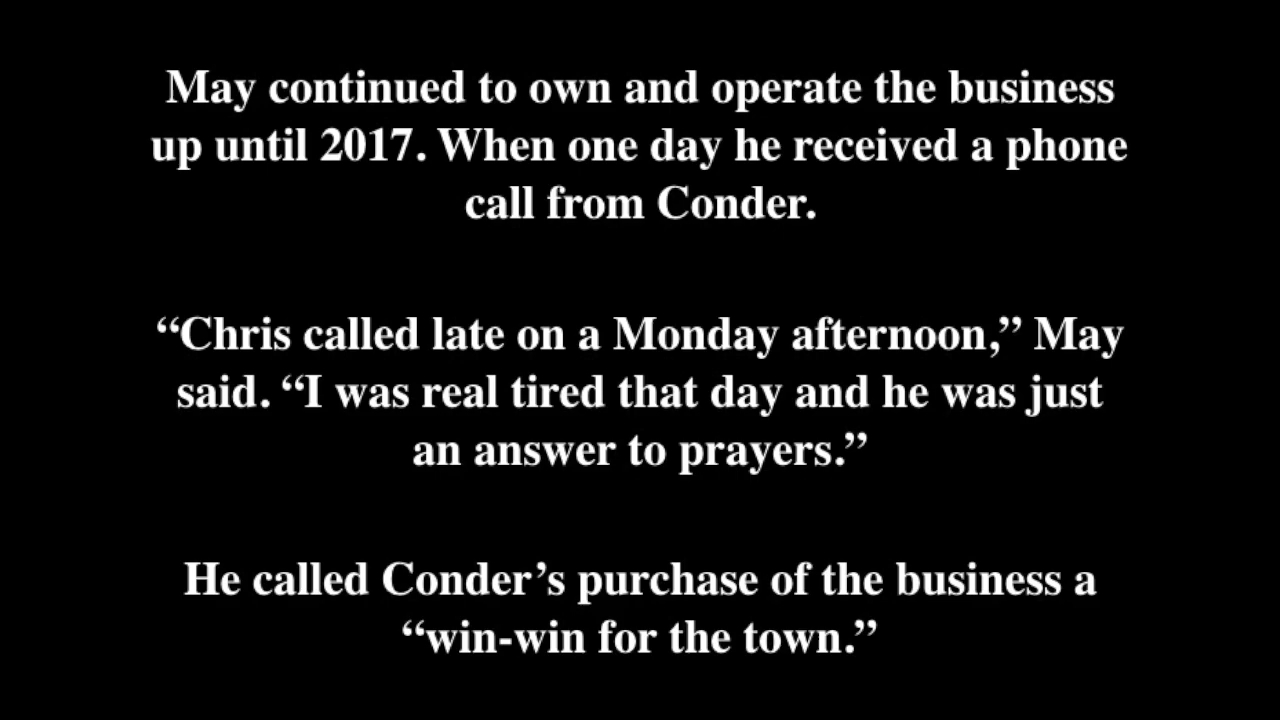 May continued to own and operate the business
up until 2017. When one day he received a phone
call from Conder.
“Chris called late on a Monday afternoon,” May
said. “I was real tired that day and he was just
an answer to prayers.”
He called Conder’s purchase of the business a
“win-win for the town.”